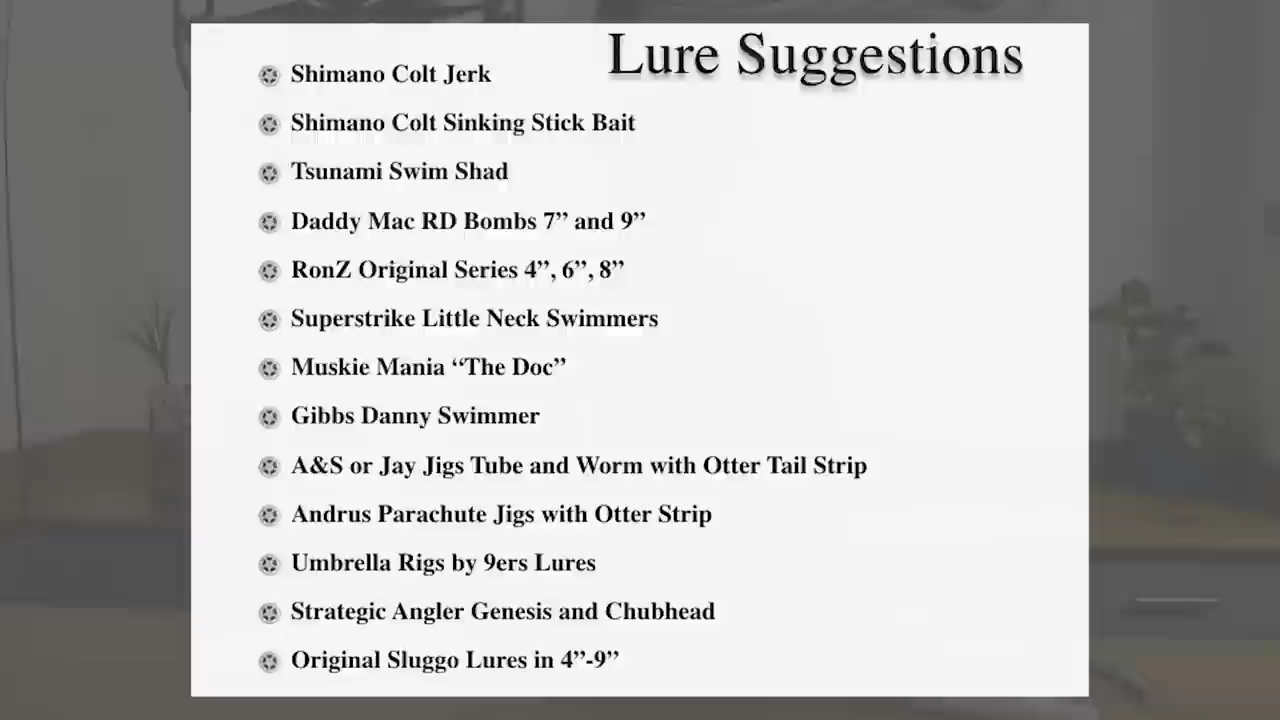 Lure Suggestions
Shimano Colt Jerk
Shimano Colt Sinking Stick Bait
Tsunami Swim Shad
Daddy Mac RD Bombs 7” and 9”
RonZ Original Series 4”, 6”, 8”
Superstrike Little Neck Swimmers
Muskie Mania “The Doc”
Gibbs Danny Swimmer
A&S or Jay Jigs Tube and Worm with Otter Tail Strip
Andrus Parachute Jigs with Otter Strip
Umbrella Rigs by 9ers Lures
Strategic Angler Genesis and Chubhead
Original Sluggo Lures in 4”-9”